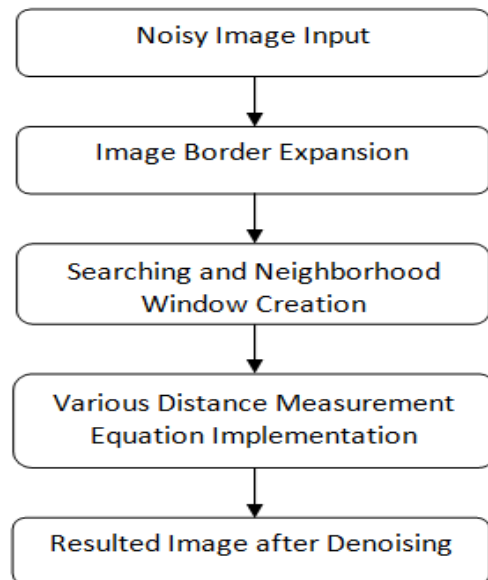 Noisy Image Input
Image Border Expansion
Searching and Neighborhood
Window Creation
Various Distance Measurement
Equation Implementation
Resulted Image after Denoising